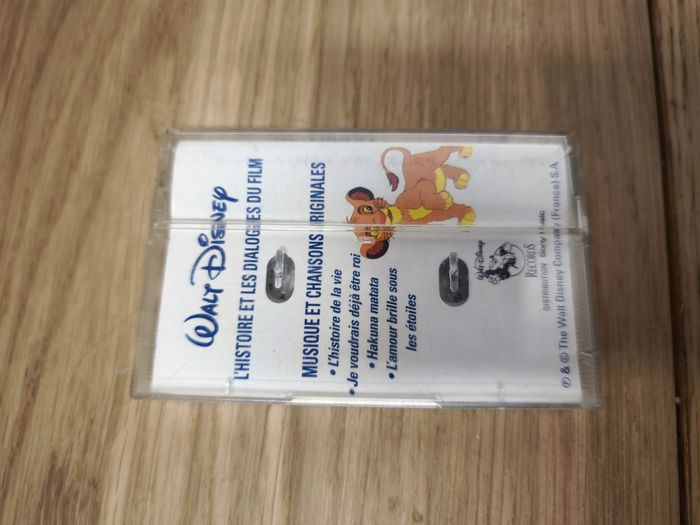 Walt Disney
L'HISTOIRE ET LES DIALOGUES DU FILM
MUSIQUE ET CHANSONS ORIGINALES
• L'histoire de la vie
• Je voudrais déjà être roi
• Hakuna matata
• L'amour brille sous
les étoiles
Walt Disney
RECORDS
DISTRIBUTION Sony Music
℗ & © The Walt Disney Company (France) S.A.